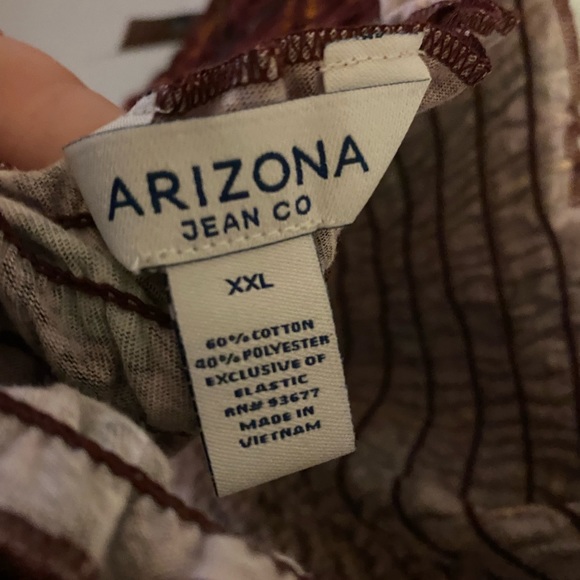 ARIZONA
JEAN CO
XXL
60% COTTON
40% POLYESTER
EXCLUSIVE OF
ELASTIC
RN# 93677
MADE IN
VIETNAM